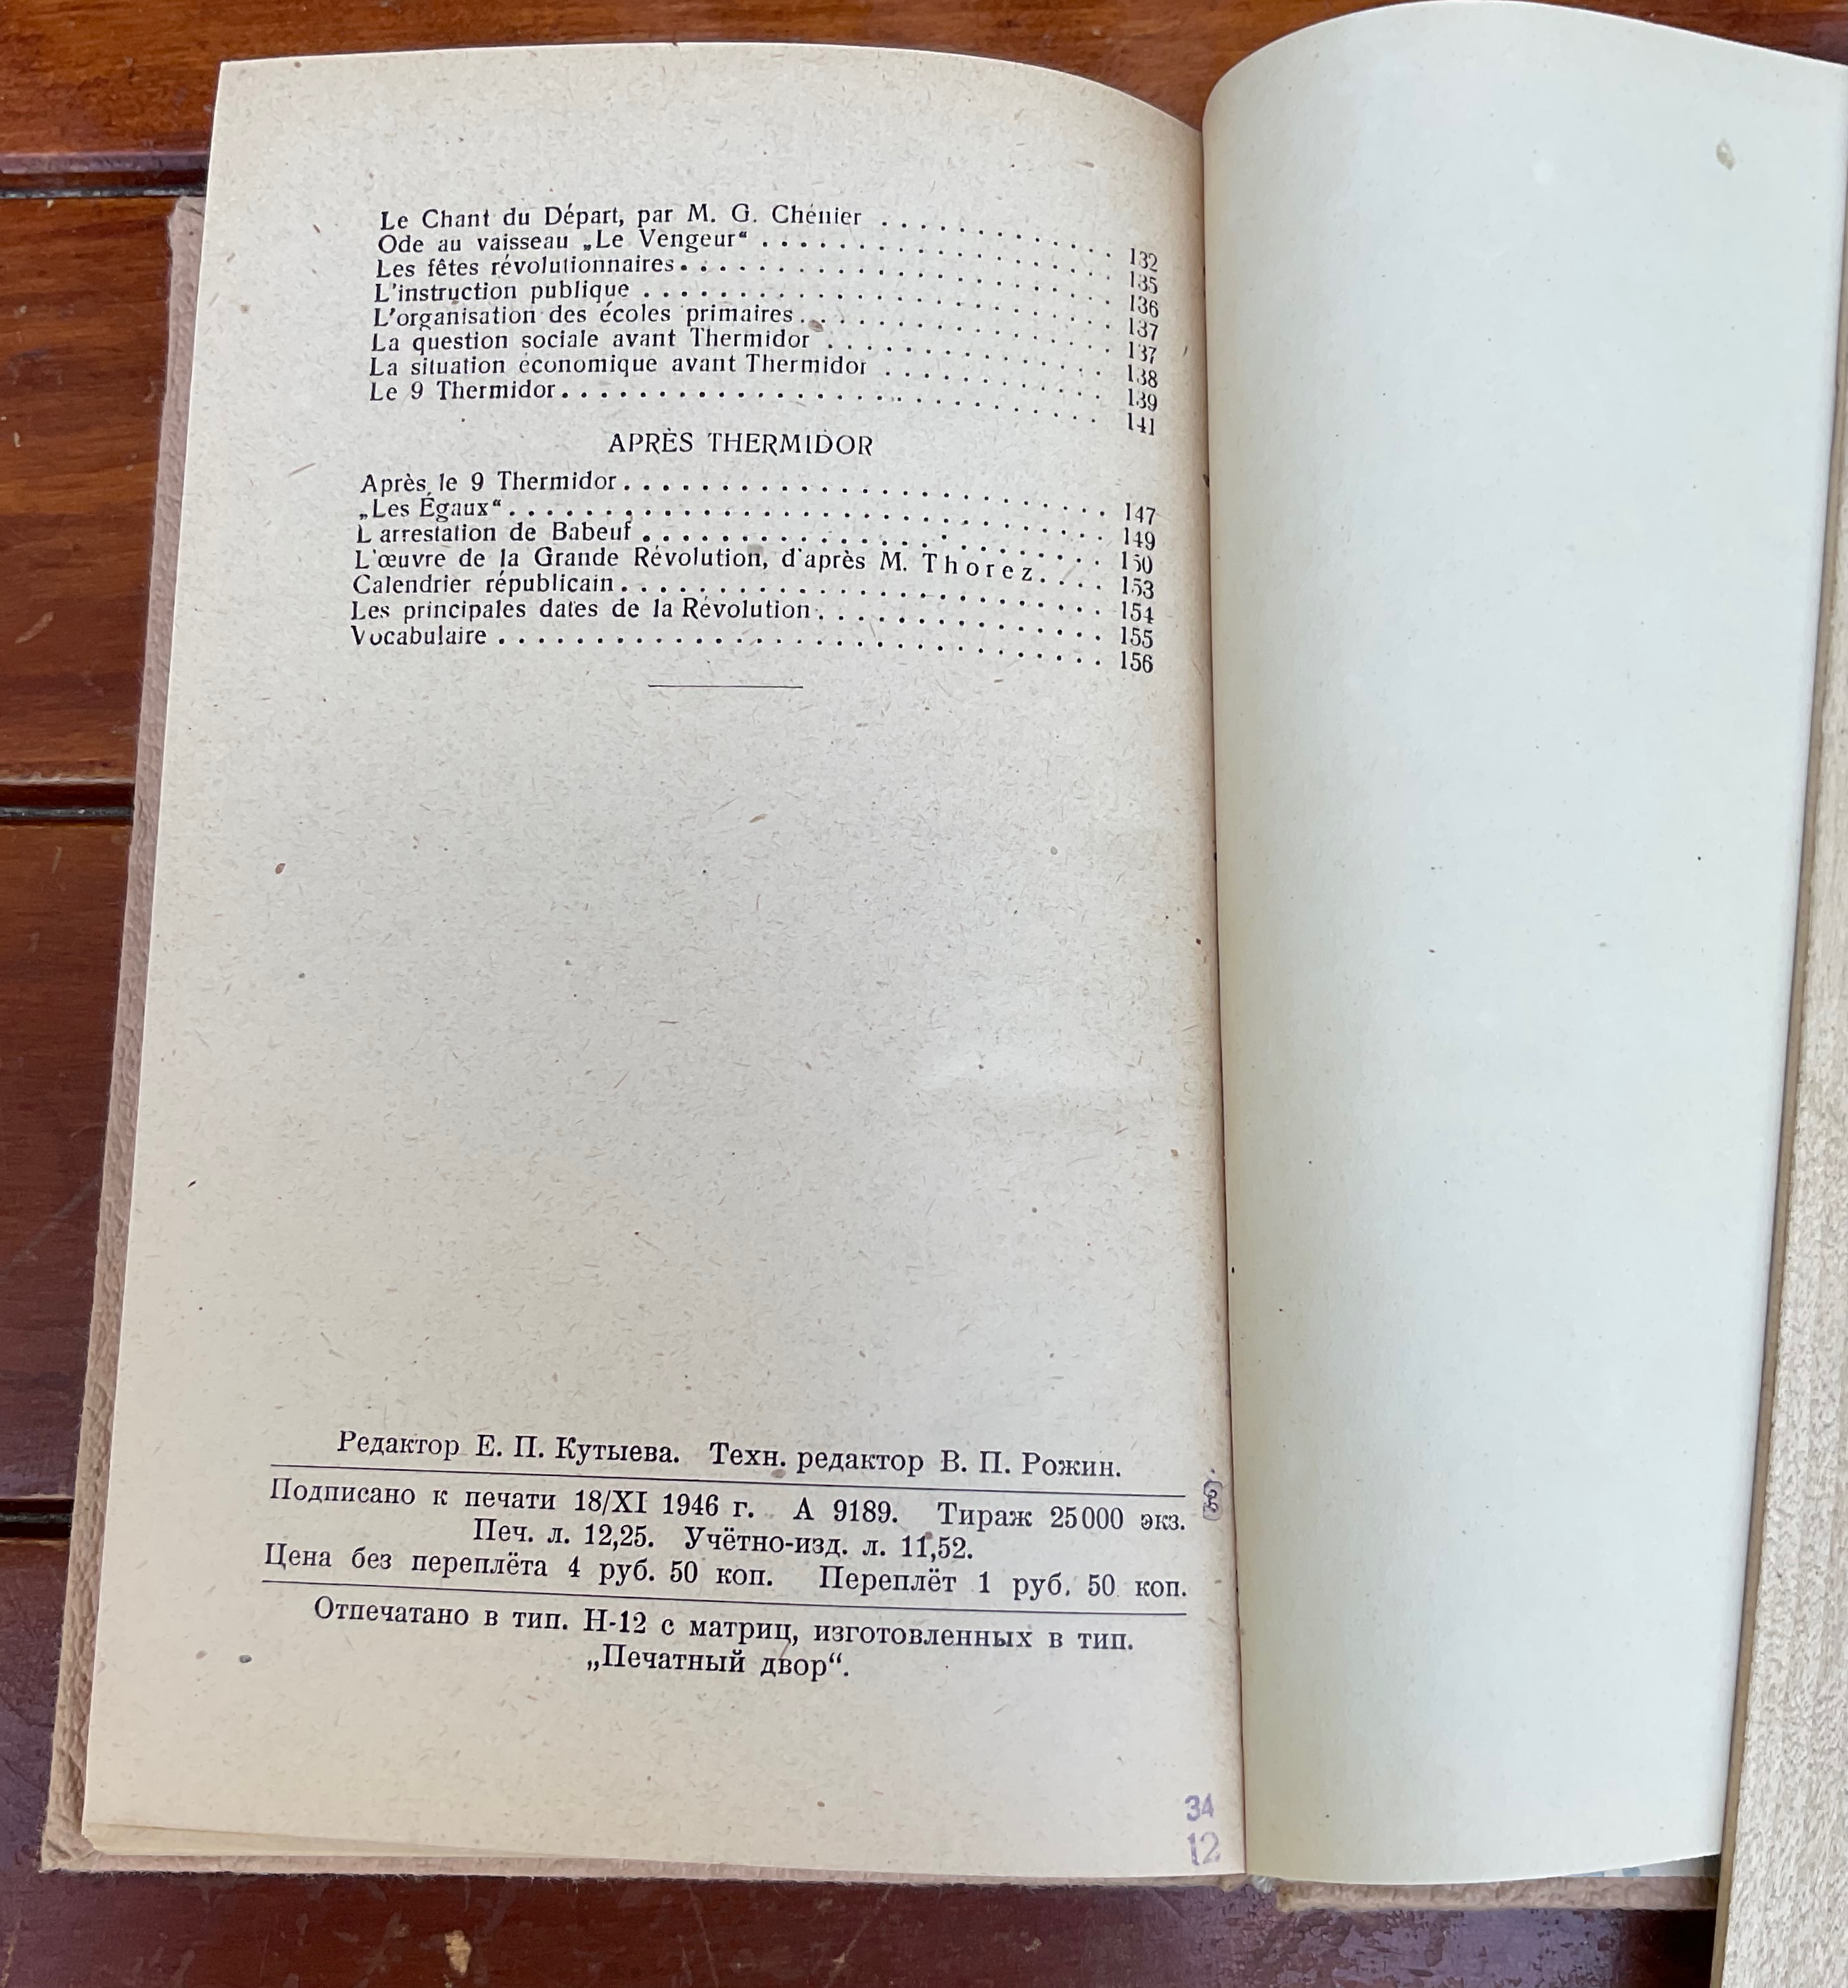 Le Chant du Départ, par M. G. Chénier . . . . . . . . . . . . 132
Ode au vaisseau „Le Vengeur“ . . . . . . . . . . . . . . . . 135
Les fêtes révolutionnaires . . . . . . . . . . . . . . . . . . . 136
L'instruction publique . . . . . . . . . . . . . . . . . . . . . 137
L'organisation des écoles primaires . . . . . . . . . . . . . . 137
La question sociale avant Thermidor . . . . . . . . . . . . . 138
La situation économique avant Thermidor . . . . . . . . . . 139
Le 9 Thermidor . . . . . . . . . . . . . . . . . . . . . . . . 141
APRÈS THERMIDOR
Après le 9 Thermidor . . . . . . . . . . . . . . . . . . . . . 147
„Les Égaux“ . . . . . . . . . . . . . . . . . . . . . . . . . . 149
L'arrestation de Babeuf . . . . . . . . . . . . . . . . . . . . 150
L'œuvre de la Grande Révolution, d'après M. Thorez . . . . 153
Calendrier républicain . . . . . . . . . . . . . . . . . . . . . 154
Les principales dates de la Révolution . . . . . . . . . . . . 155
Vocabulaire . . . . . . . . . . . . . . . . . . . . . . . . . . 156
Редактор Е. П. Кутыева. Техн. редактор В. П. Рожин.
Подписано к печати 18/XI 1946 г. А 9189. Тираж 25000 экз.
Печ. л. 12,25. Учётно-изд. л. 11,52.
Цена без переплёта 4 руб. 50 коп. Переплёт 1 руб. 50 коп.
Отпечатано в тип. Н-12 с матриц, изготовленных в тип.
„Печатный двор“.
34
12